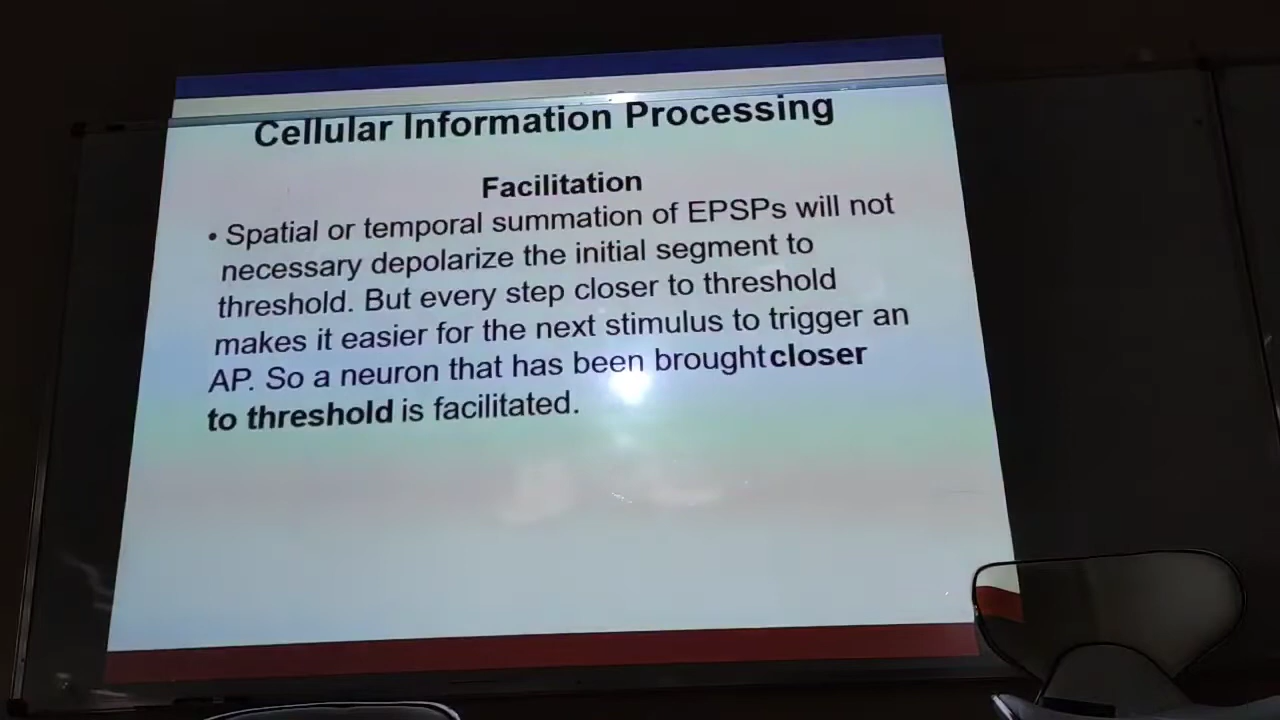 Cellular Information Processing
Facilitation
• Spatial or temporal summation of EPSPs will not
necessary depolarize the initial segment to
threshold. But every step closer to threshold
makes it easier for the next stimulus to trigger an
AP. So a neuron that has been brought closer
to threshold is facilitated.